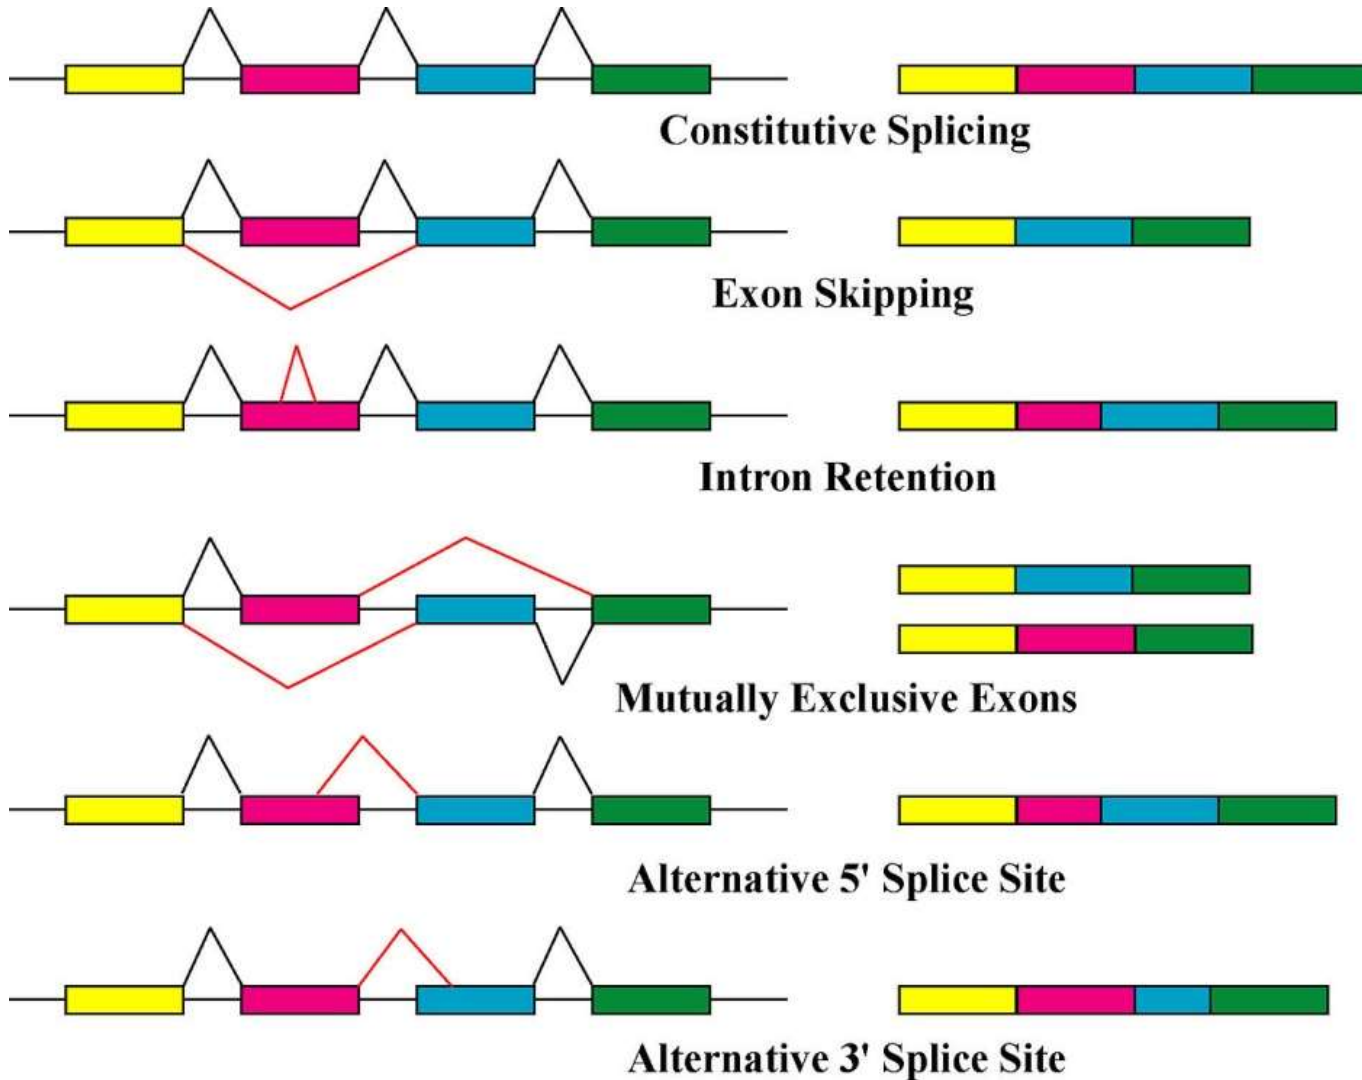 Constitutive Splicing
Exon Skipping
Intron Retention
Mutually Exclusive Exons
Alternative 5' Splice Site
Alternative 3' Splice Site